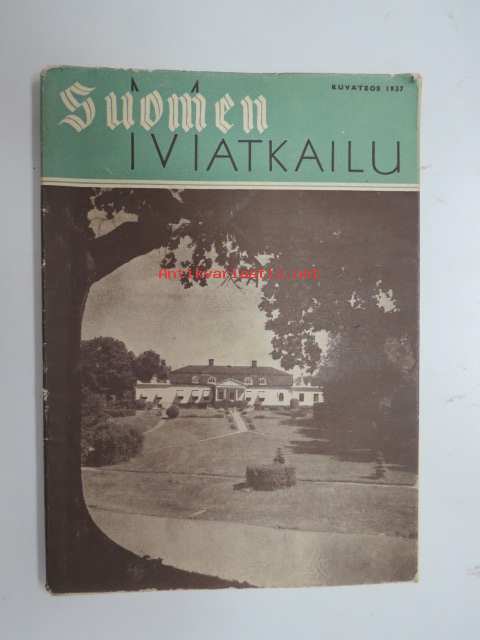 KUVATEOS 1937
Suomen
MATKAILU
Antikvariaatti.net